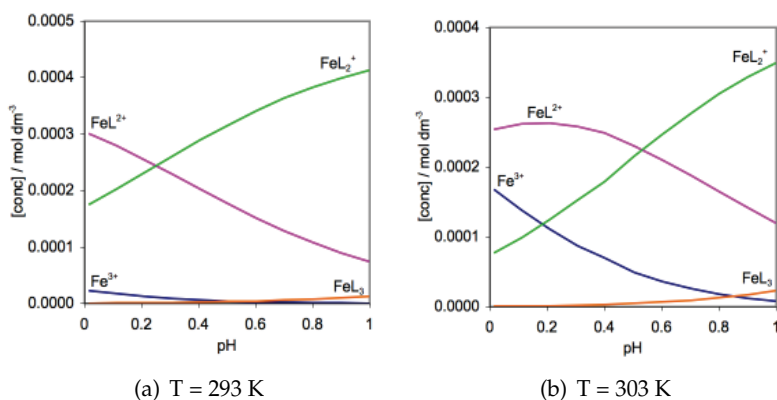 0.0005
0.0004
0.0003
0.0002
0.0001
0.0000
[conc] / mol dm⁻³
FeL²⁺
FeL₂⁺
Fe³⁺
FeL₃
0 0.2 0.4 0.6 0.8 1
pH
(a) T = 293 K
0.0004
0.0003
0.0002
0.0001
0.0000
[conc] / mol dm⁻³
FeL₂⁺
FeL²⁺
Fe³⁺
FeL₃
0 0.2 0.4 0.6 0.8 1
pH
(b) T = 303 K